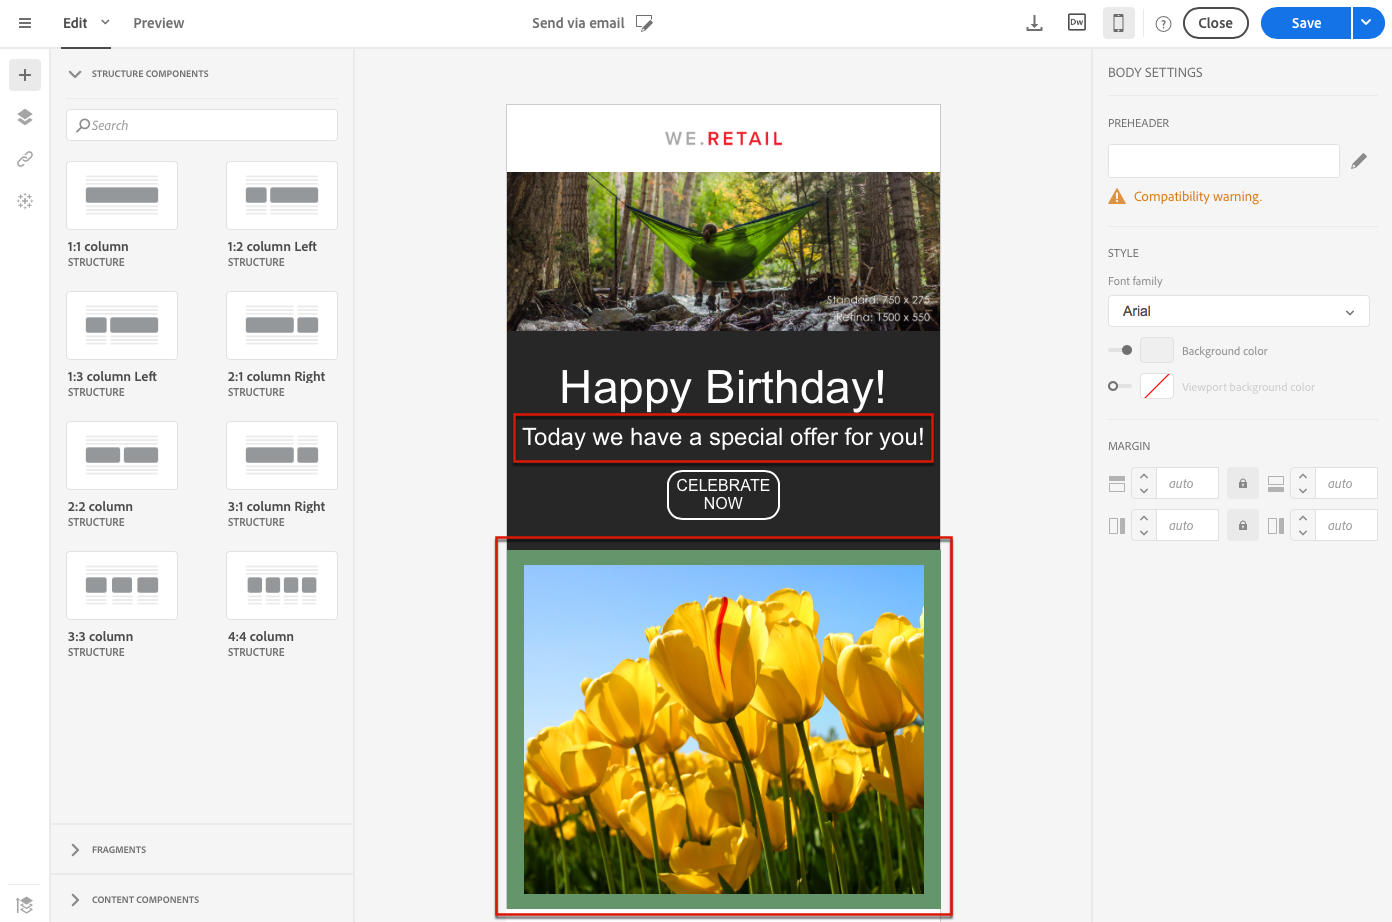 Edit
Preview
Send via email
Dw
?
Close
Save
STRUCTURE COMPONENTS
Search
1:1 column
STRUCTURE
1:2 column Left
STRUCTURE
1:3 column Left
STRUCTURE
2:1 column Right
STRUCTURE
2:2 column
STRUCTURE
3:1 column Right
STRUCTURE
3:3 column
STRUCTURE
4:4 column
STRUCTURE
FRAGMENTS
CONTENT COMPONENTS
WE.RETAIL
Standard: 750 x 275
Retina: 1500 x 550
Happy Birthday!
Today we have a special offer for you!
CELEBRATE
NOW
BODY SETTINGS
PREHEADER
Compatibility warning.
STYLE
Font family
Arial
Background color
Viewport background color
MARGIN
auto
auto
auto
auto